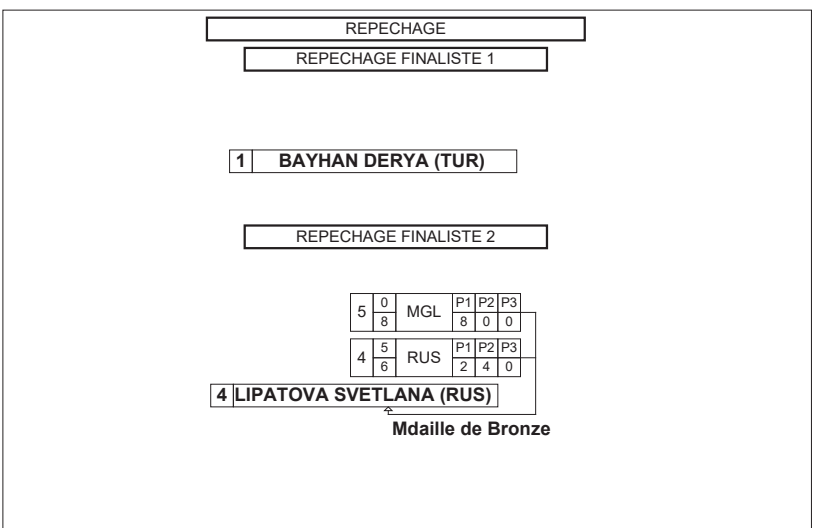 REPECHAGE
REPECHAGE FINALISTE 1
1 BAYHAN DERYA (TUR)
REPECHAGE FINALISTE 2
5 0 MGL P1 P2 P3
8 8 0 0
4 5 RUS P1 P2 P3
6 2 4 0
4 LIPATOVA SVETLANA (RUS)
Mdaille de Bronze